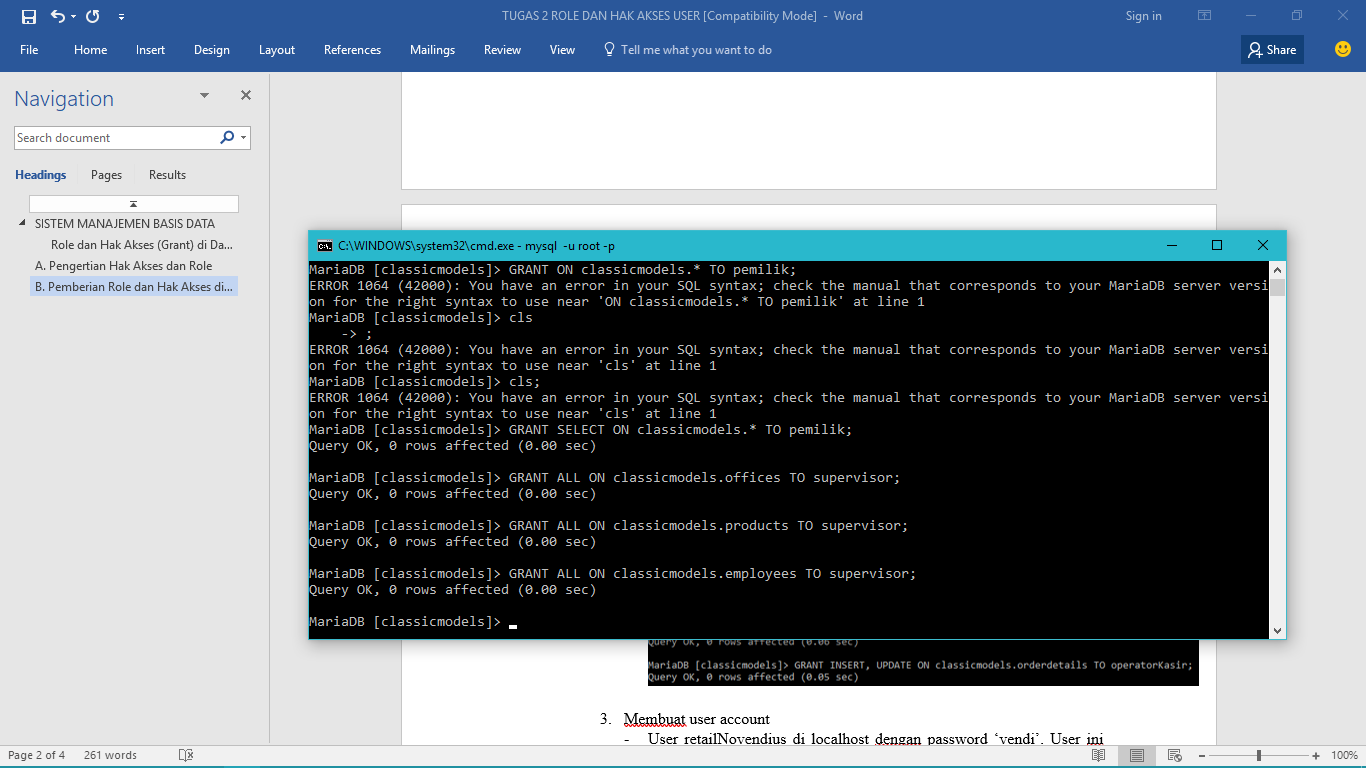 TUGAS 2 ROLE DAN HAK AKSES USER [Compatibility Mode] - Word
Sign in
File Home Insert Design Layout References Mailings Review View Tell me what you want to do
Share
Navigation
Search document
Headings Pages Results
SISTEM MANAJEMEN BASIS DATA
Role dan Hak Akses (Grant) di Da...
A. Pengertian Hak Akses dan Role
B. Pemberian Role dan Hak Akses di...
C:\WINDOWS\system32\cmd.exe - mysql -u root -p
MariaDB [classicmodels]> GRANT ON classicmodels.* TO pemilik;
ERROR 1064 (42000): You have an error in your SQL syntax; check the manual that corresponds to your MariaDB server versi
on for the right syntax to use near 'ON classicmodels.* TO pemilik' at line 1
MariaDB [classicmodels]> cls
-> ;
ERROR 1064 (42000): You have an error in your SQL syntax; check the manual that corresponds to your MariaDB server versi
on for the right syntax to use near 'cls' at line 1
MariaDB [classicmodels]> cls;
ERROR 1064 (42000): You have an error in your SQL syntax; check the manual that corresponds to your MariaDB server versi
on for the right syntax to use near 'cls' at line 1
MariaDB [classicmodels]> GRANT SELECT ON classicmodels.* TO pemilik;
Query OK, 0 rows affected (0.00 sec)
MariaDB [classicmodels]> GRANT ALL ON classicmodels.offices TO supervisor;
Query OK, 0 rows affected (0.00 sec)
MariaDB [classicmodels]> GRANT ALL ON classicmodels.products TO supervisor;
Query OK, 0 rows affected (0.00 sec)
MariaDB [classicmodels]> GRANT ALL ON classicmodels.employees TO supervisor;
Query OK, 0 rows affected (0.00 sec)
MariaDB [classicmodels]>
Query OK, 0 rows affected (0.06 sec)
MariaDB [classicmodels]> GRANT INSERT, UPDATE ON classicmodels.orderdetails TO operatorKasir;
Query OK, 0 rows affected (0.05 sec)
3. Membuat user account
- User retailNovendius di localhost dengan password ‘vendi’. User ini
Page 2 of 4 261 words
100%